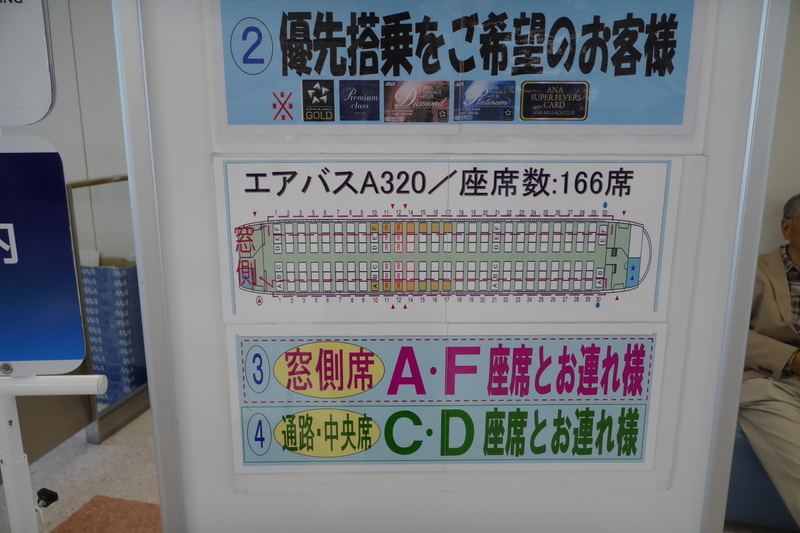 ② 優先搭乗をご希望のお客様
※ GOLD Premium class Diamond Platinum ANA SUPER FLYERS CARD
エアバスA320／座席数:166席
窓側
③ 窓側席 A・F 座席とお連れ様
④ 通路・中央席 C・D 座席とお連れ様
内